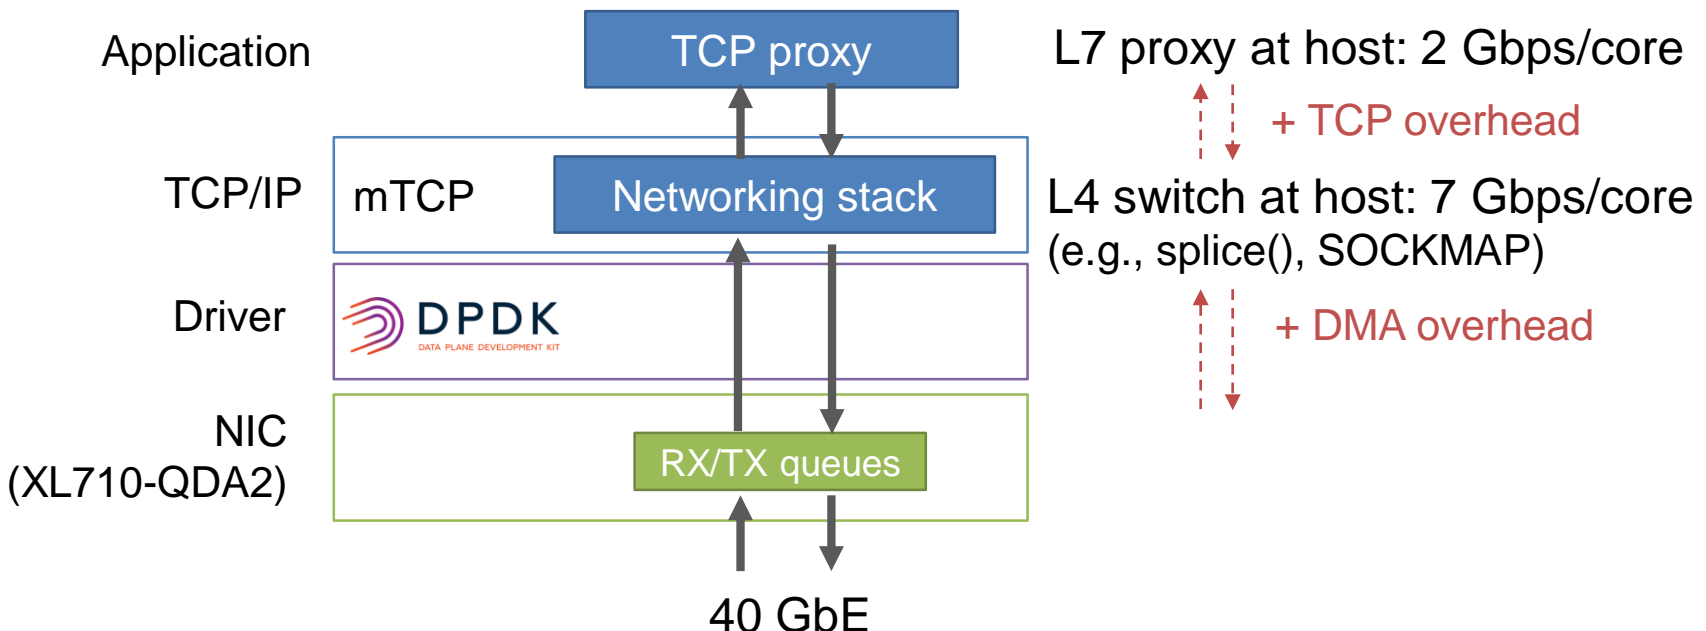 Application
TCP proxy
L7 proxy at host: 2 Gbps/core
+ TCP overhead
TCP/IP
mTCP
Networking stack
L4 switch at host: 7 Gbps/core
(e.g., splice(), SOCKMAP)
Driver
DPDK
DATA PLANE DEVELOPMENT KIT
+ DMA overhead
NIC
(XL710-QDA2)
RX/TX queues
40 GbE